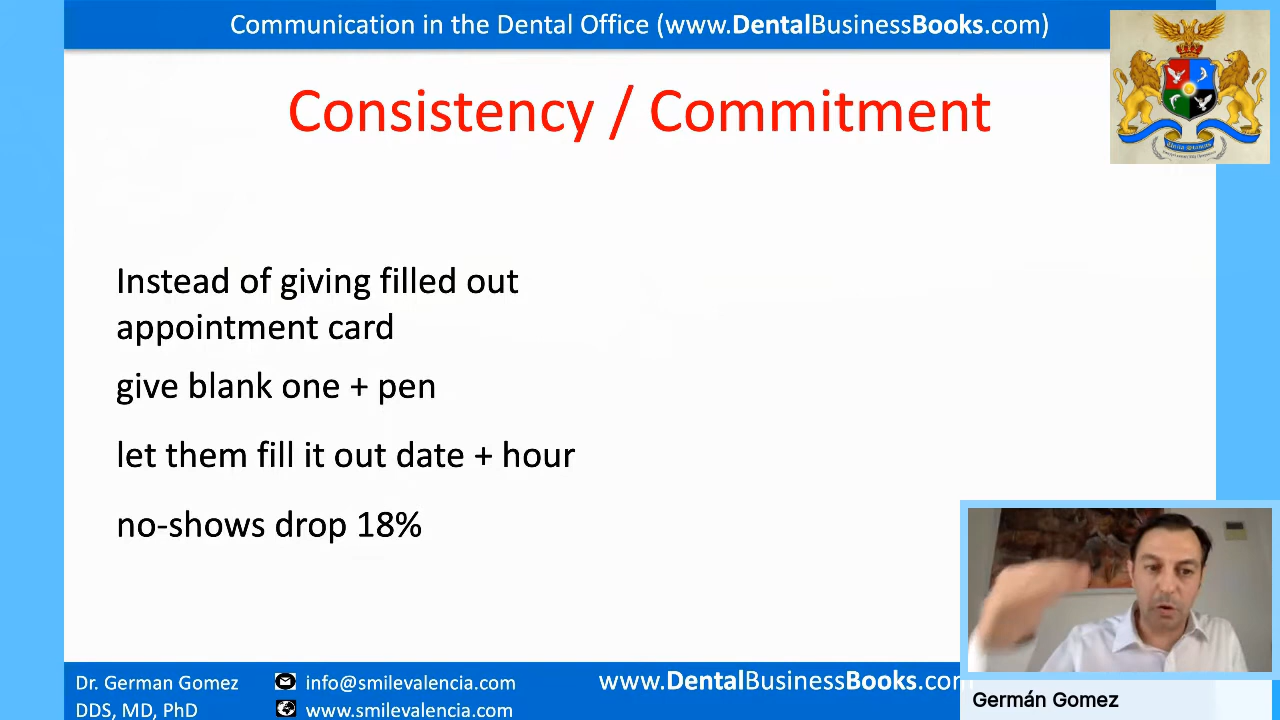 Communication in the Dental Office (www.DentalBusinessBooks.com)
Consistency / Commitment
Instead of giving filled out
appointment card
give blank one + pen
let them fill it out date + hour
no-shows drop 18%
Dr. German Gomez
DDS, MD, PhD
info@smilevalencia.com
www.smilevalencia.com
www.DentalBusinessBooks.com
Germán Gomez